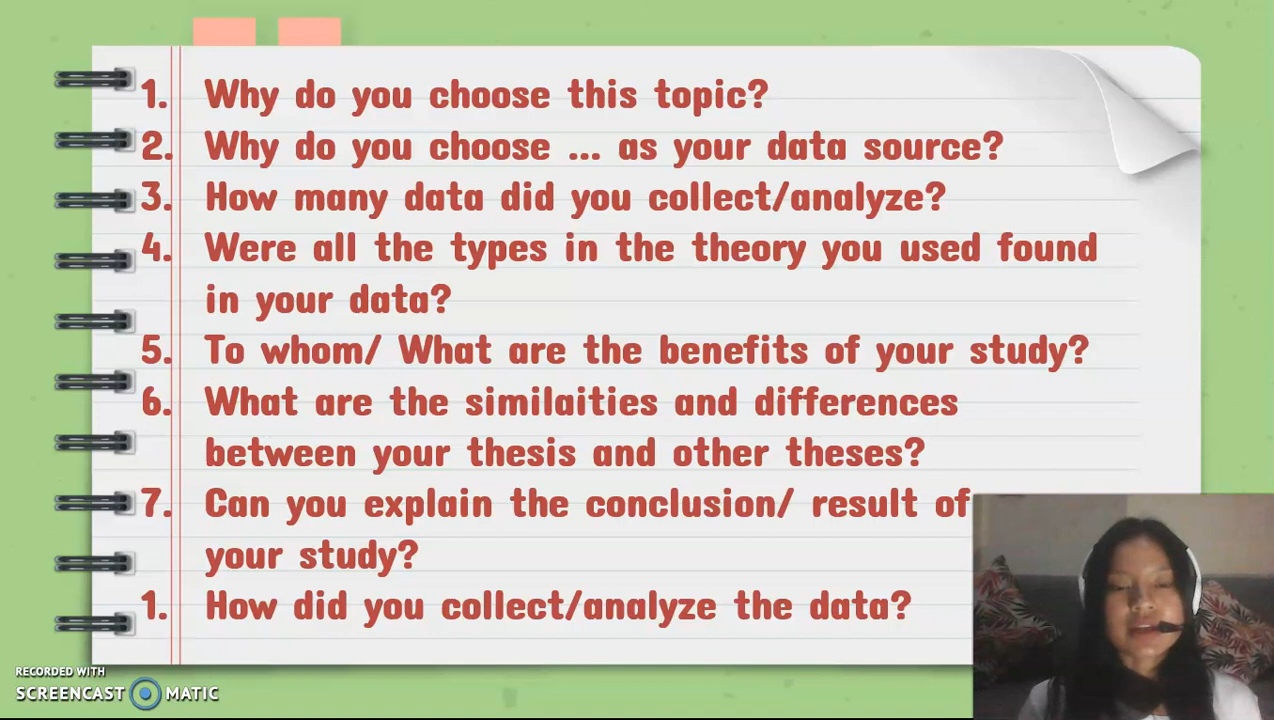 1. Why do you choose this topic?
2. Why do you choose ... as your data source?
3. How many data did you collect/analyze?
4. Were all the types in the theory you used found
in your data?
5. To whom/ What are the benefits of your study?
6. What are the similaities and differences
between your thesis and other theses?
7. Can you explain the conclusion/ result of
your study?
1. How did you collect/analyze the data?
RECORDED WITH
SCREENCAST MATIC